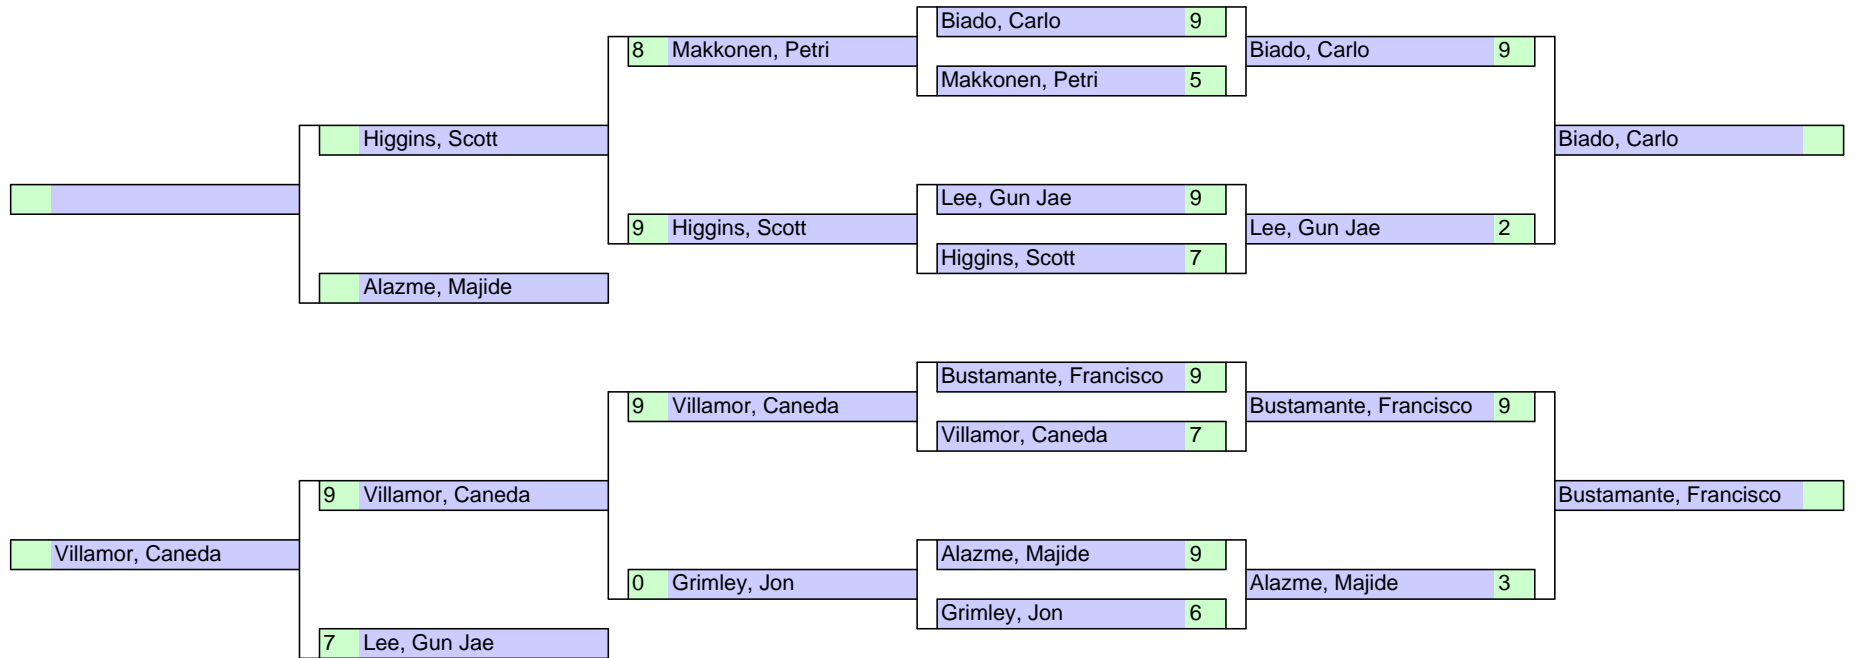 Biado, Carlo 9
8 Makkonen, Petri
Biado, Carlo 9
Makkonen, Petri 5
Higgins, Scott
Biado, Carlo
Lee, Gun Jae 9
9 Higgins, Scott
Lee, Gun Jae 2
Higgins, Scott 7
Alazme, Majide
Bustamante, Francisco 9
9 Villamor, Caneda
Bustamante, Francisco 9
Villamor, Caneda 7
9 Villamor, Caneda
Bustamante, Francisco
Villamor, Caneda
Alazme, Majide 9
0 Grimley, Jon
Alazme, Majide 3
Grimley, Jon 6
7 Lee, Gun Jae